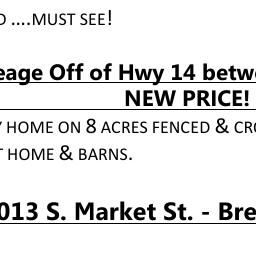 D ....MUST SEE!
eage Off of Hwy 14 betw
NEW PRICE!
Y HOME ON 8 ACRES FENCED & CR
T HOME & BARNS.
013 S. Market St. - Bre